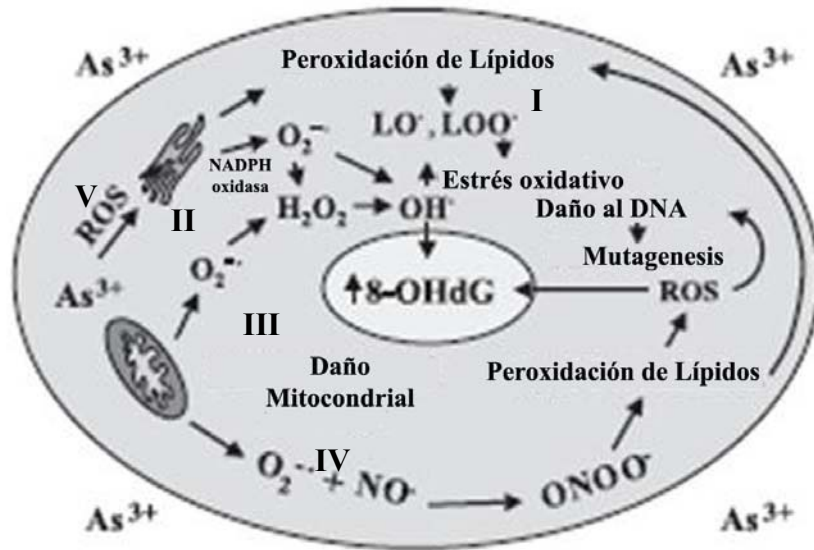 As³⁺
As³⁺
Peroxidación de Lípidos
I
LO·, LOO·
O₂⁻·
NADPH
oxidasa
V
ROS
II
H₂O₂
OH·
Estrés oxidativo
Daño al DNA
Mutagenesis
O₂⁻·
As³⁺
8-OHdG
ROS
III
Daño
Mitocondrial
Peroxidación de Lípidos
IV
O₂⁻· + NO·
ONOO⁻
As³⁺
As³⁺